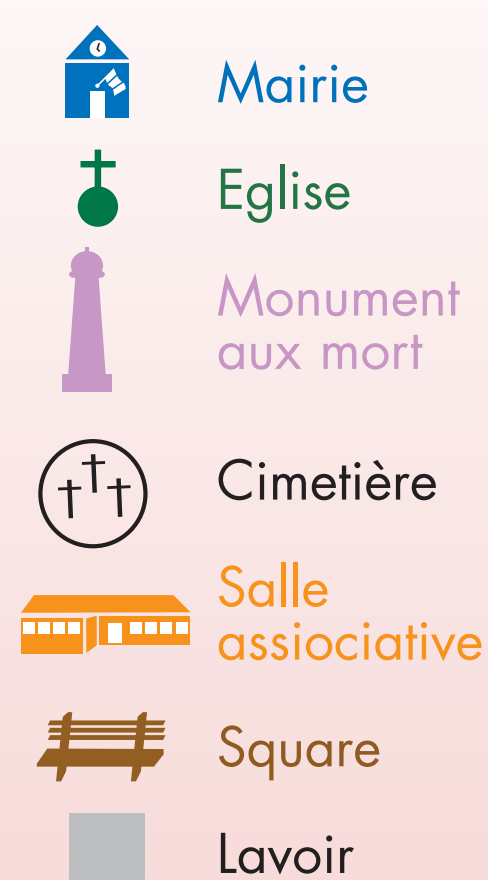 Mairie
Eglise
Monument
aux mort
Cimetière
Salle
assiociative
Square
Lavoir